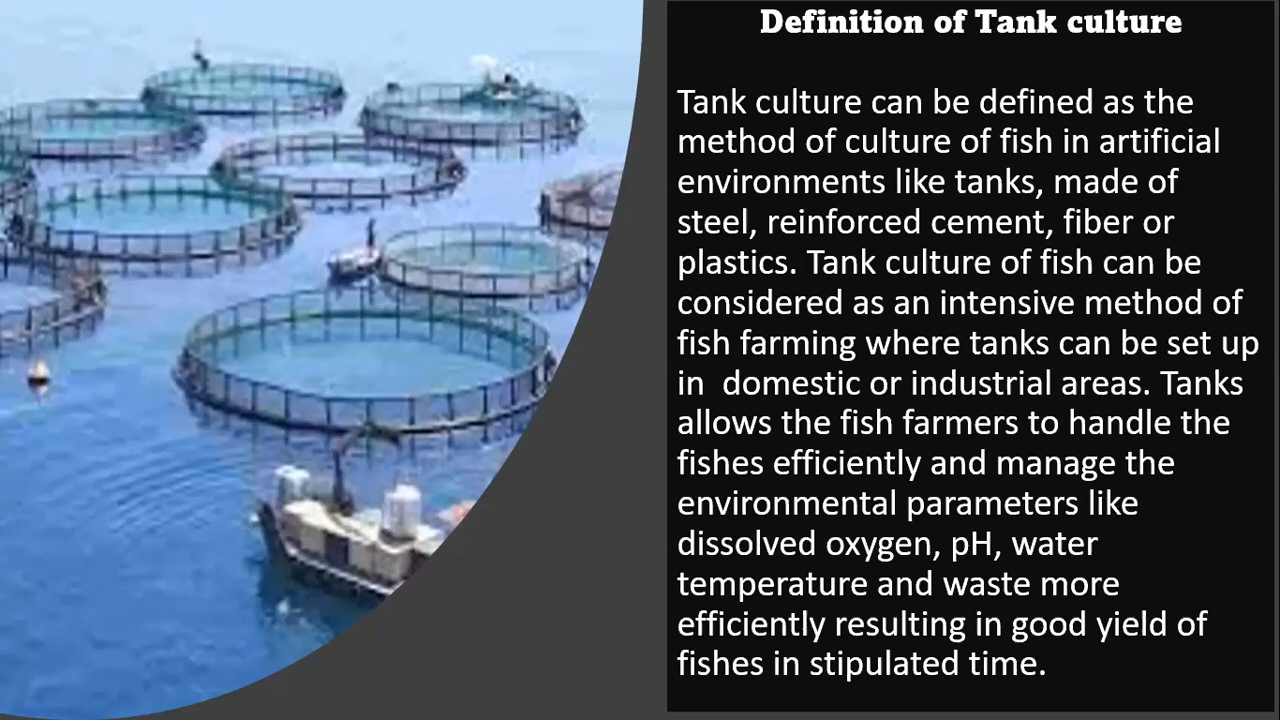 Definition of Tank culture
Tank culture can be defined as the
method of culture of fish in artificial
environments like tanks, made of
steel, reinforced cement, fiber or
plastics. Tank culture of fish can be
considered as an intensive method of
fish farming where tanks can be set up
in  domestic or industrial areas. Tanks
allows the fish farmers to handle the
fishes efficiently and manage the
environmental parameters like
dissolved oxygen, pH, water
temperature and waste more
efficiently resulting in good yield of
fishes in stipulated time.